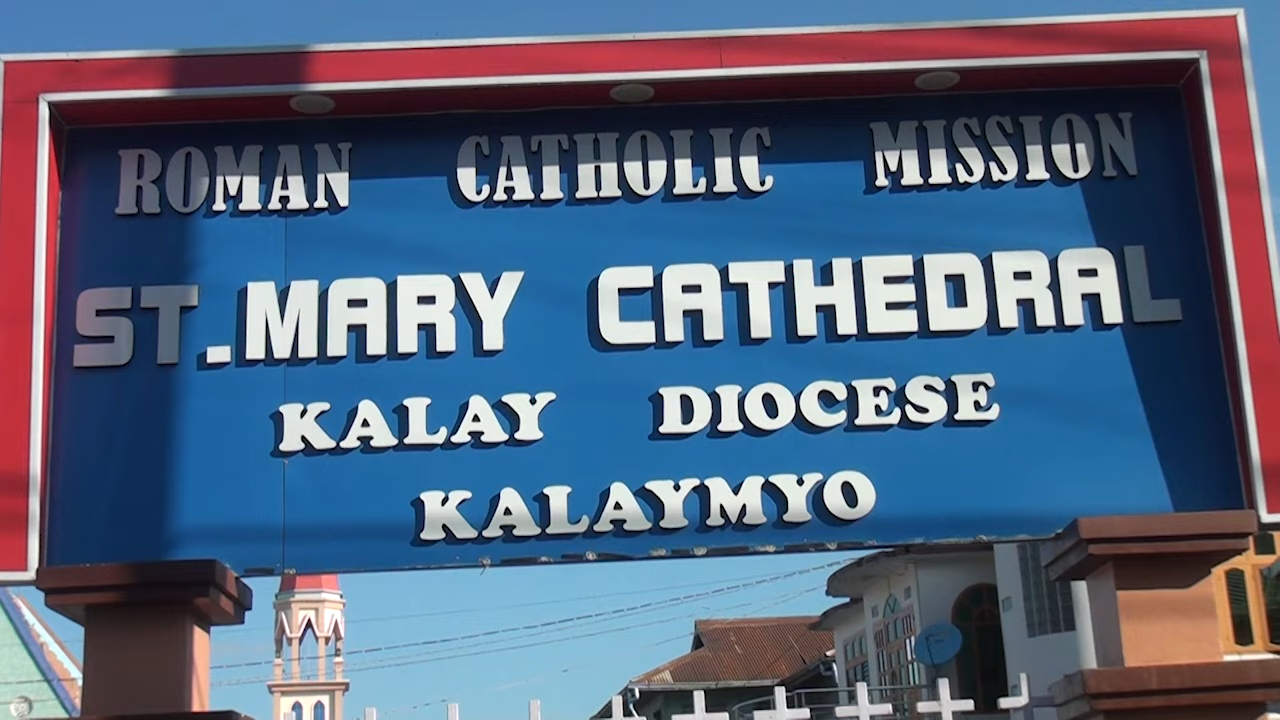 ROMAN CATHOLIC MISSION
ST.MARY CATHEDRAL
KALAY DIOCESE
KALAYMYO